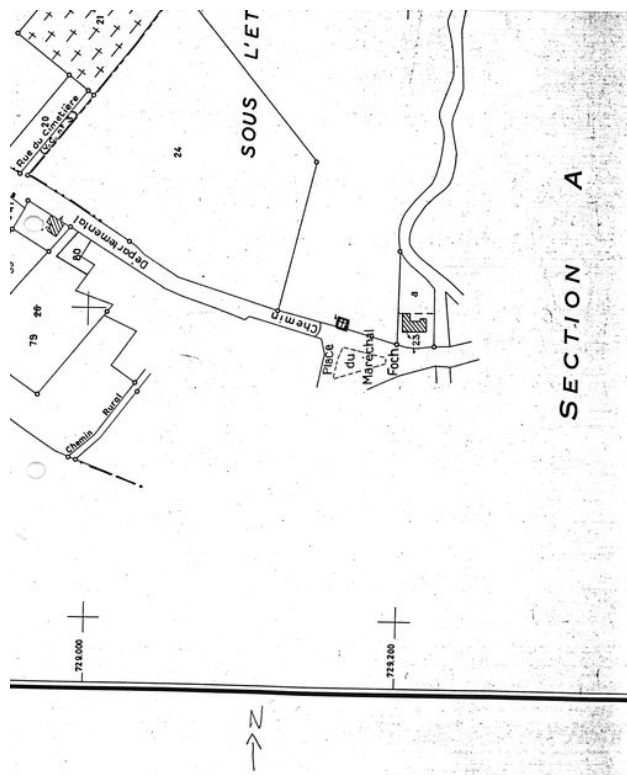 21
Rue du Cimetière
20
(V.C. n° 5)
24
SOUS L'ET
Départemental
80
26
79
Chemin
Place
du
Maréchal
Foch
a
23
Chemin Rural
SECTION A
729.000
729.200
N